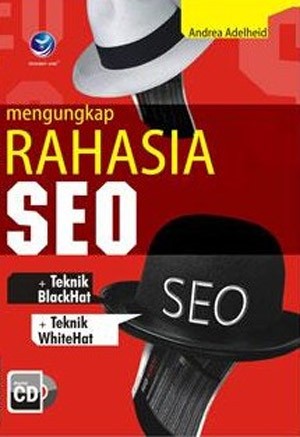 Andrea Adelheid
mengungkap
RAHASIA
SEO
+ Teknik
BlackHat
+ Teknik
WhiteHat
SEO
CD